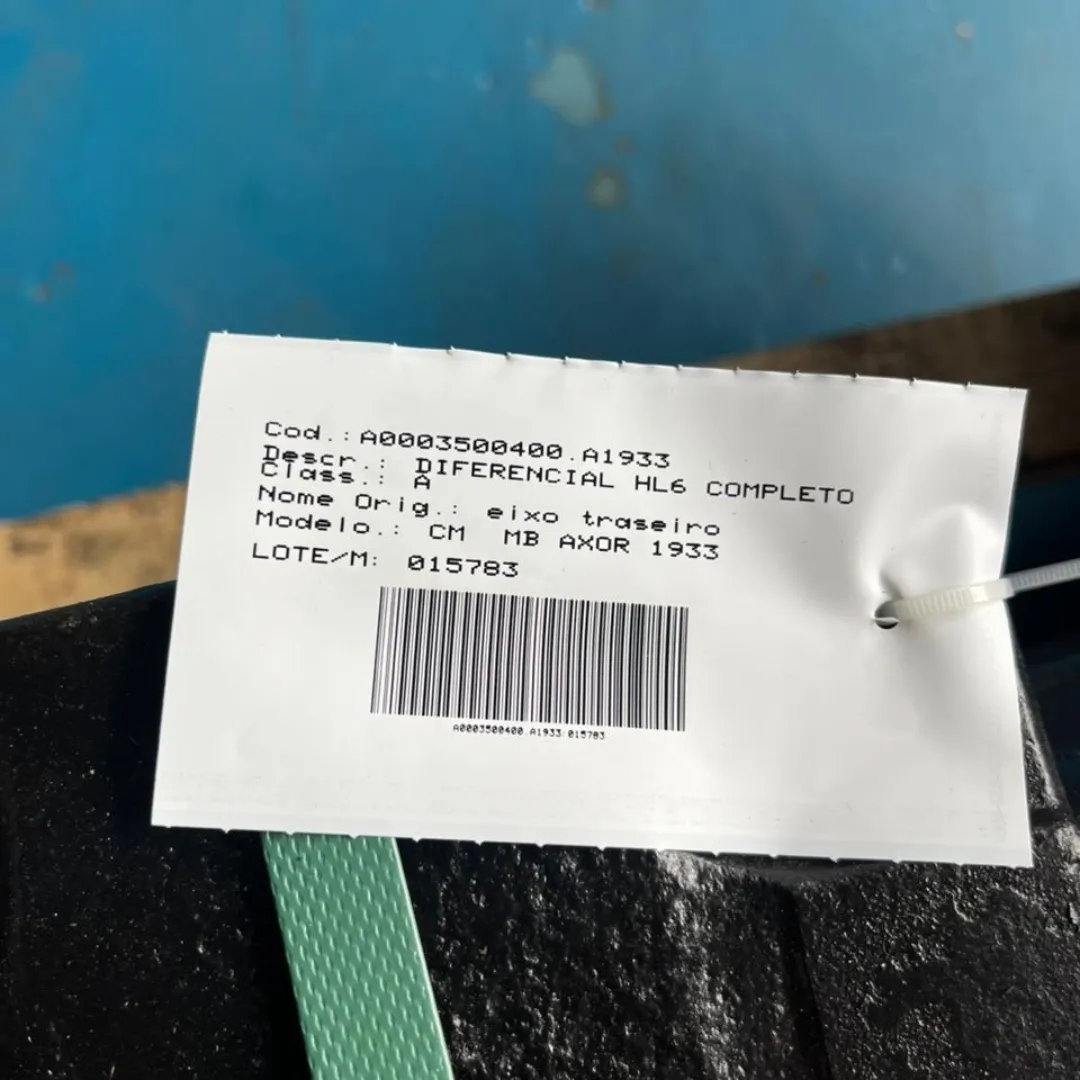 Cod.:A0003500400.A1933
Descr.: DIFERENCIAL HL6 COMPLETO
Class.: A
Nome Orig.: eixo traseiro
Modelo.: CM MB AXOR 1933
LOTE/M: 015783
A0003500400.A1933:015783